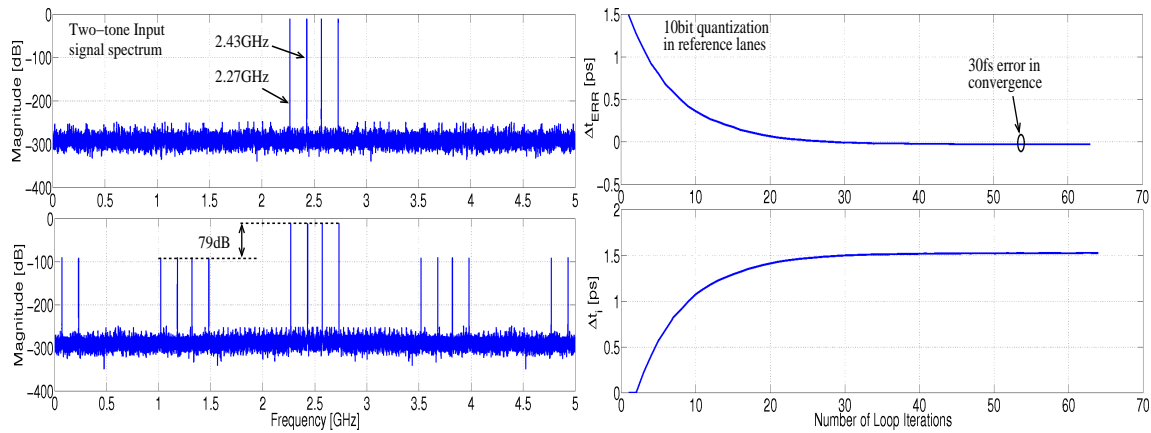 Two-tone Input
signal spectrum
2.43GHz
2.27GHz
Magnitude [dB]
0
-100
-200
-300
-400
0 0.5 1 1.5 2 2.5 3 3.5 4 4.5 5
79dB
Magnitude [dB]
0
-100
-200
-300
-400
0 0.5 1 1.5 2 2.5 3 3.5 4 4.5 5
Frequency [GHz]
10bit quantization
in reference lanes
30fs error in
convergence
ΔtERR [ps]
1.5
1
0.5
0
-0.5
0 10 20 30 40 50 60 70
Δti [ps]
2
1.5
1
0.5
0
0 10 20 30 40 50 60 70
Number of Loop Iterations